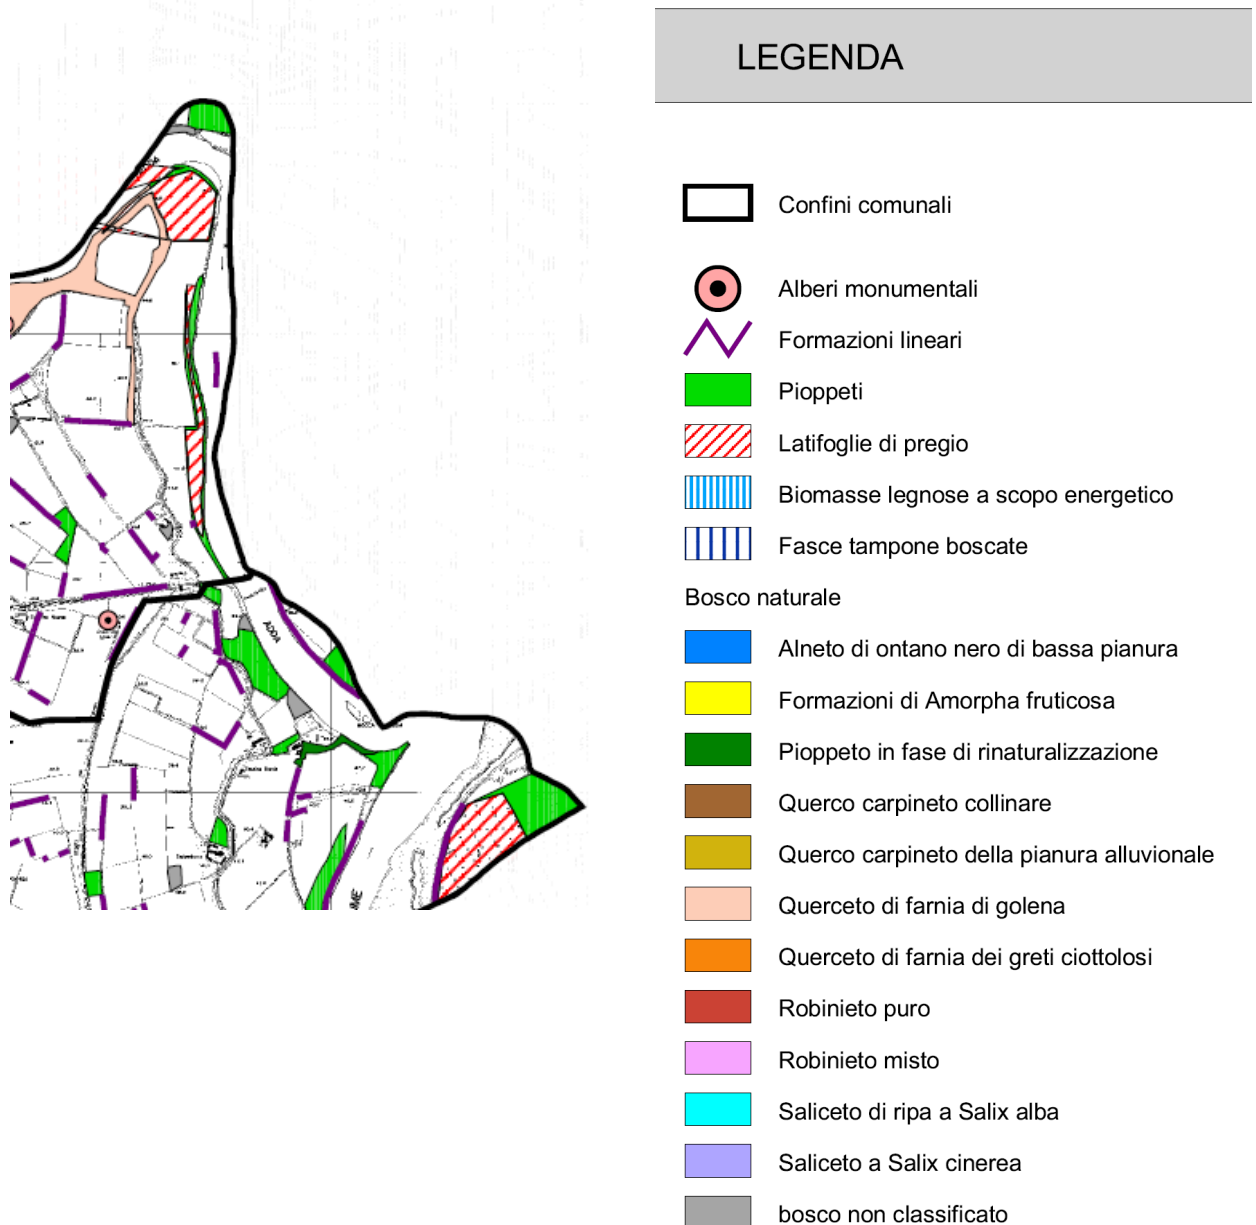 LEGENDA
Confini comunali
Alberi monumentali
Formazioni lineari
Pioppeti
Latifoglie di pregio
Biomasse legnose a scopo energetico
Fasce tampone boscate
Bosco naturale
Alneto di ontano nero di bassa pianura
Formazioni di Amorpha fruticosa
Pioppeto in fase di rinaturalizzazione
Querco carpineto collinare
Querco carpineto della pianura alluvionale
Querceto di farnia di golena
Querceto di farnia dei greti ciottolosi
Robinieto puro
Robinieto misto
Saliceto di ripa a Salix alba
Saliceto a Salix cinerea
bosco non classificato
ADDA